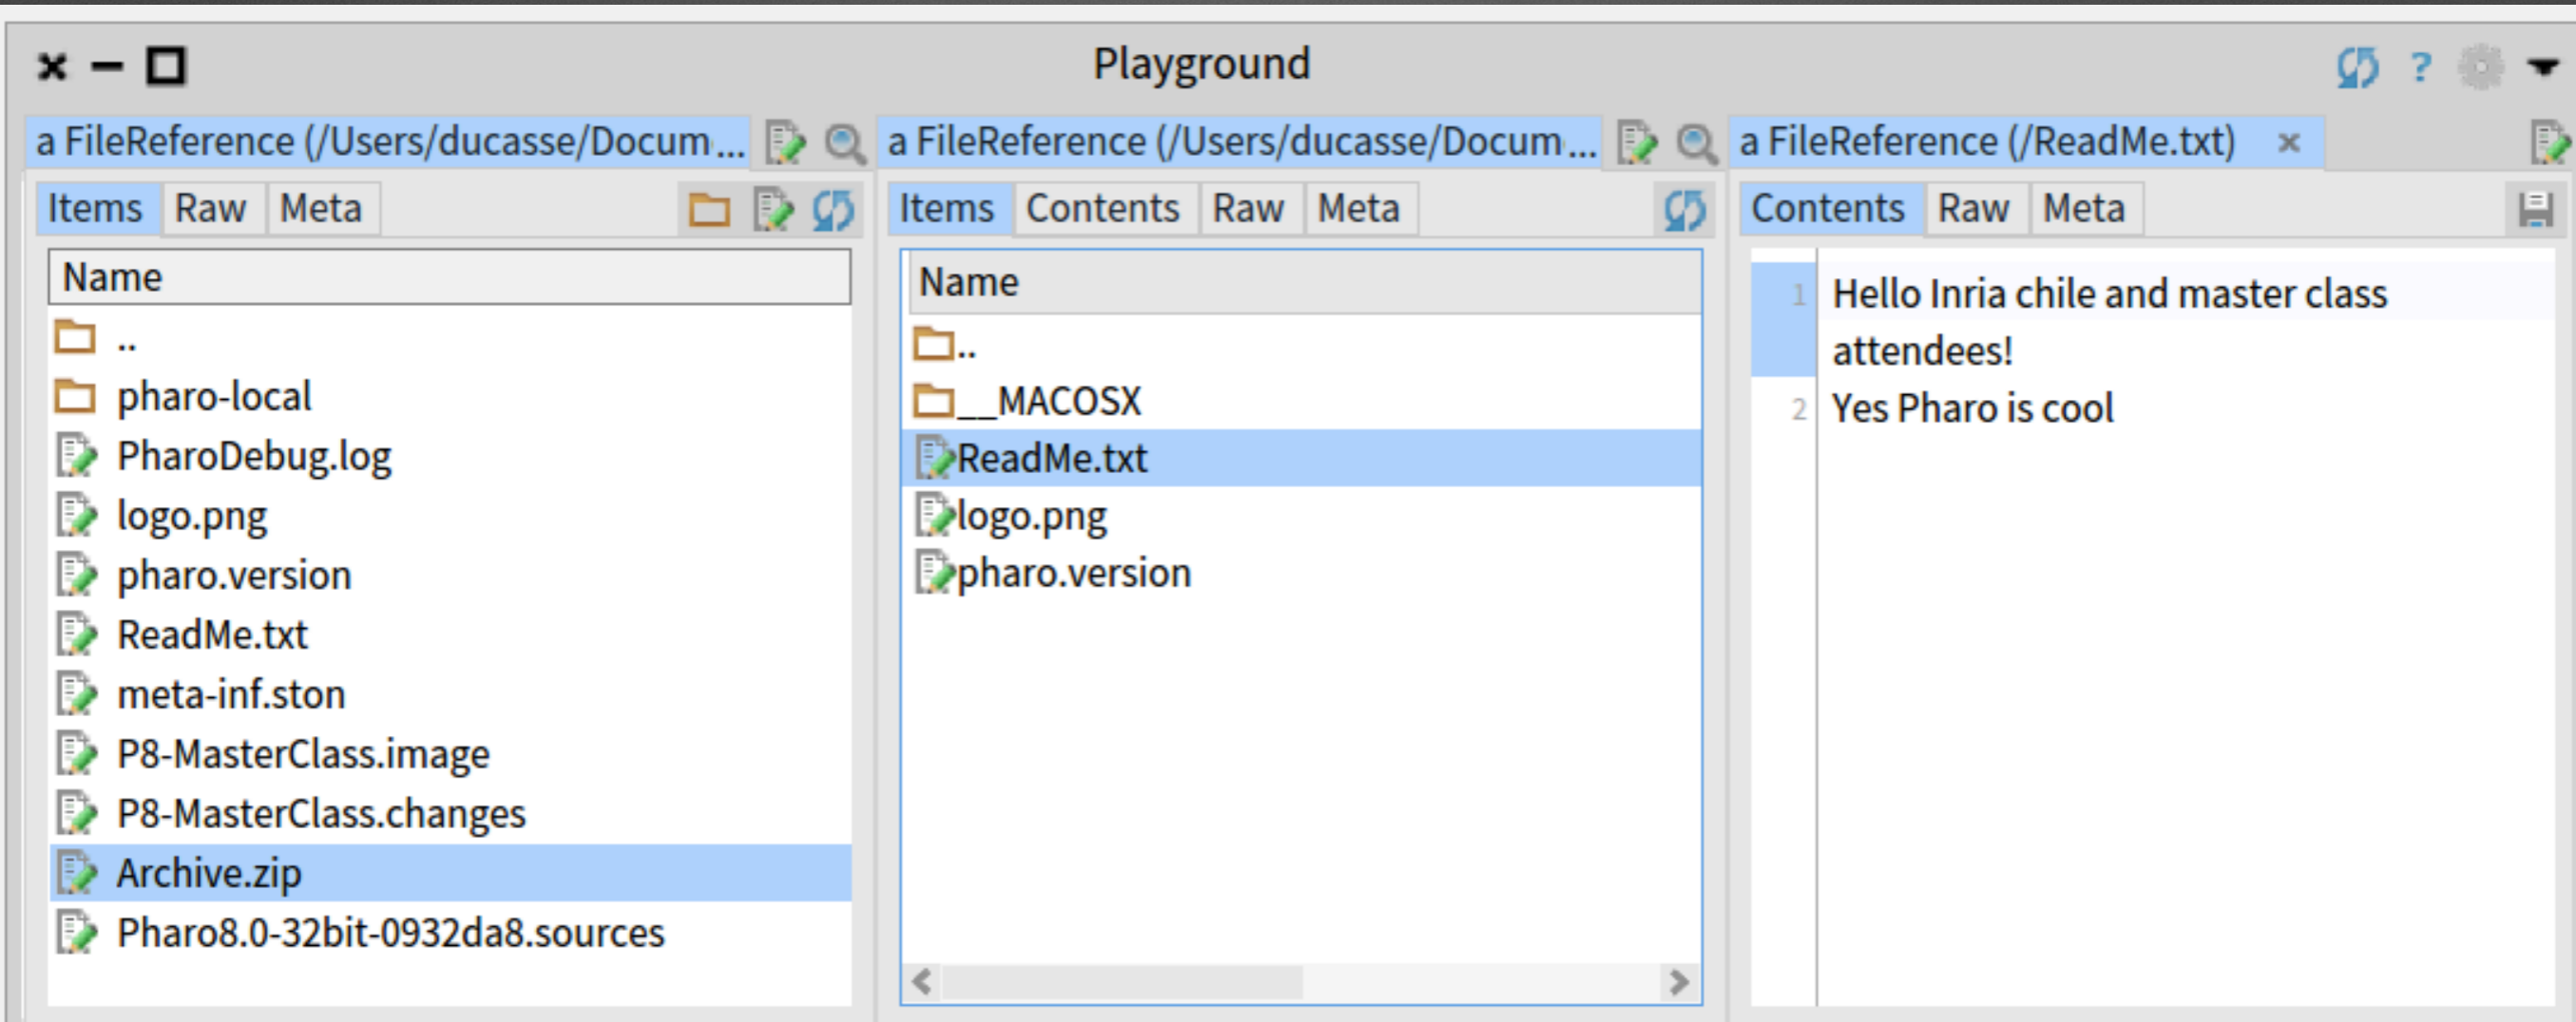 Playground
?
a FileReference (/Users/ducasse/Docum...
Items Raw Meta
Name
..
pharo-local
PharoDebug.log
logo.png
pharo.version
ReadMe.txt
meta-inf.ston
P8-MasterClass.image
P8-MasterClass.changes
Archive.zip
Pharo8.0-32bit-0932da8.sources
a FileReference (/Users/ducasse/Docum...
Items Contents Raw Meta
Name
..
__MACOSX
ReadMe.txt
logo.png
pharo.version
a FileReference (/ReadMe.txt)
Contents Raw Meta
1 Hello Inria chile and master class
attendees!
2 Yes Pharo is cool